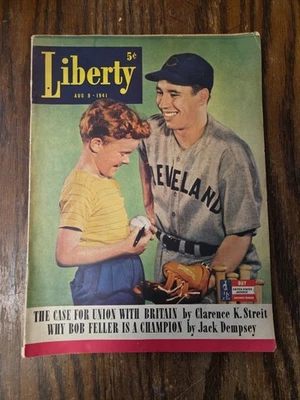 5¢
Liberty
AUG 9 · 1941
CLEVELAND
BUY
THE CASE FOR UNION WITH BRITAIN by Clarence K. Streit
WHY BOB FELLER IS A CHAMPION by Jack Dempsey